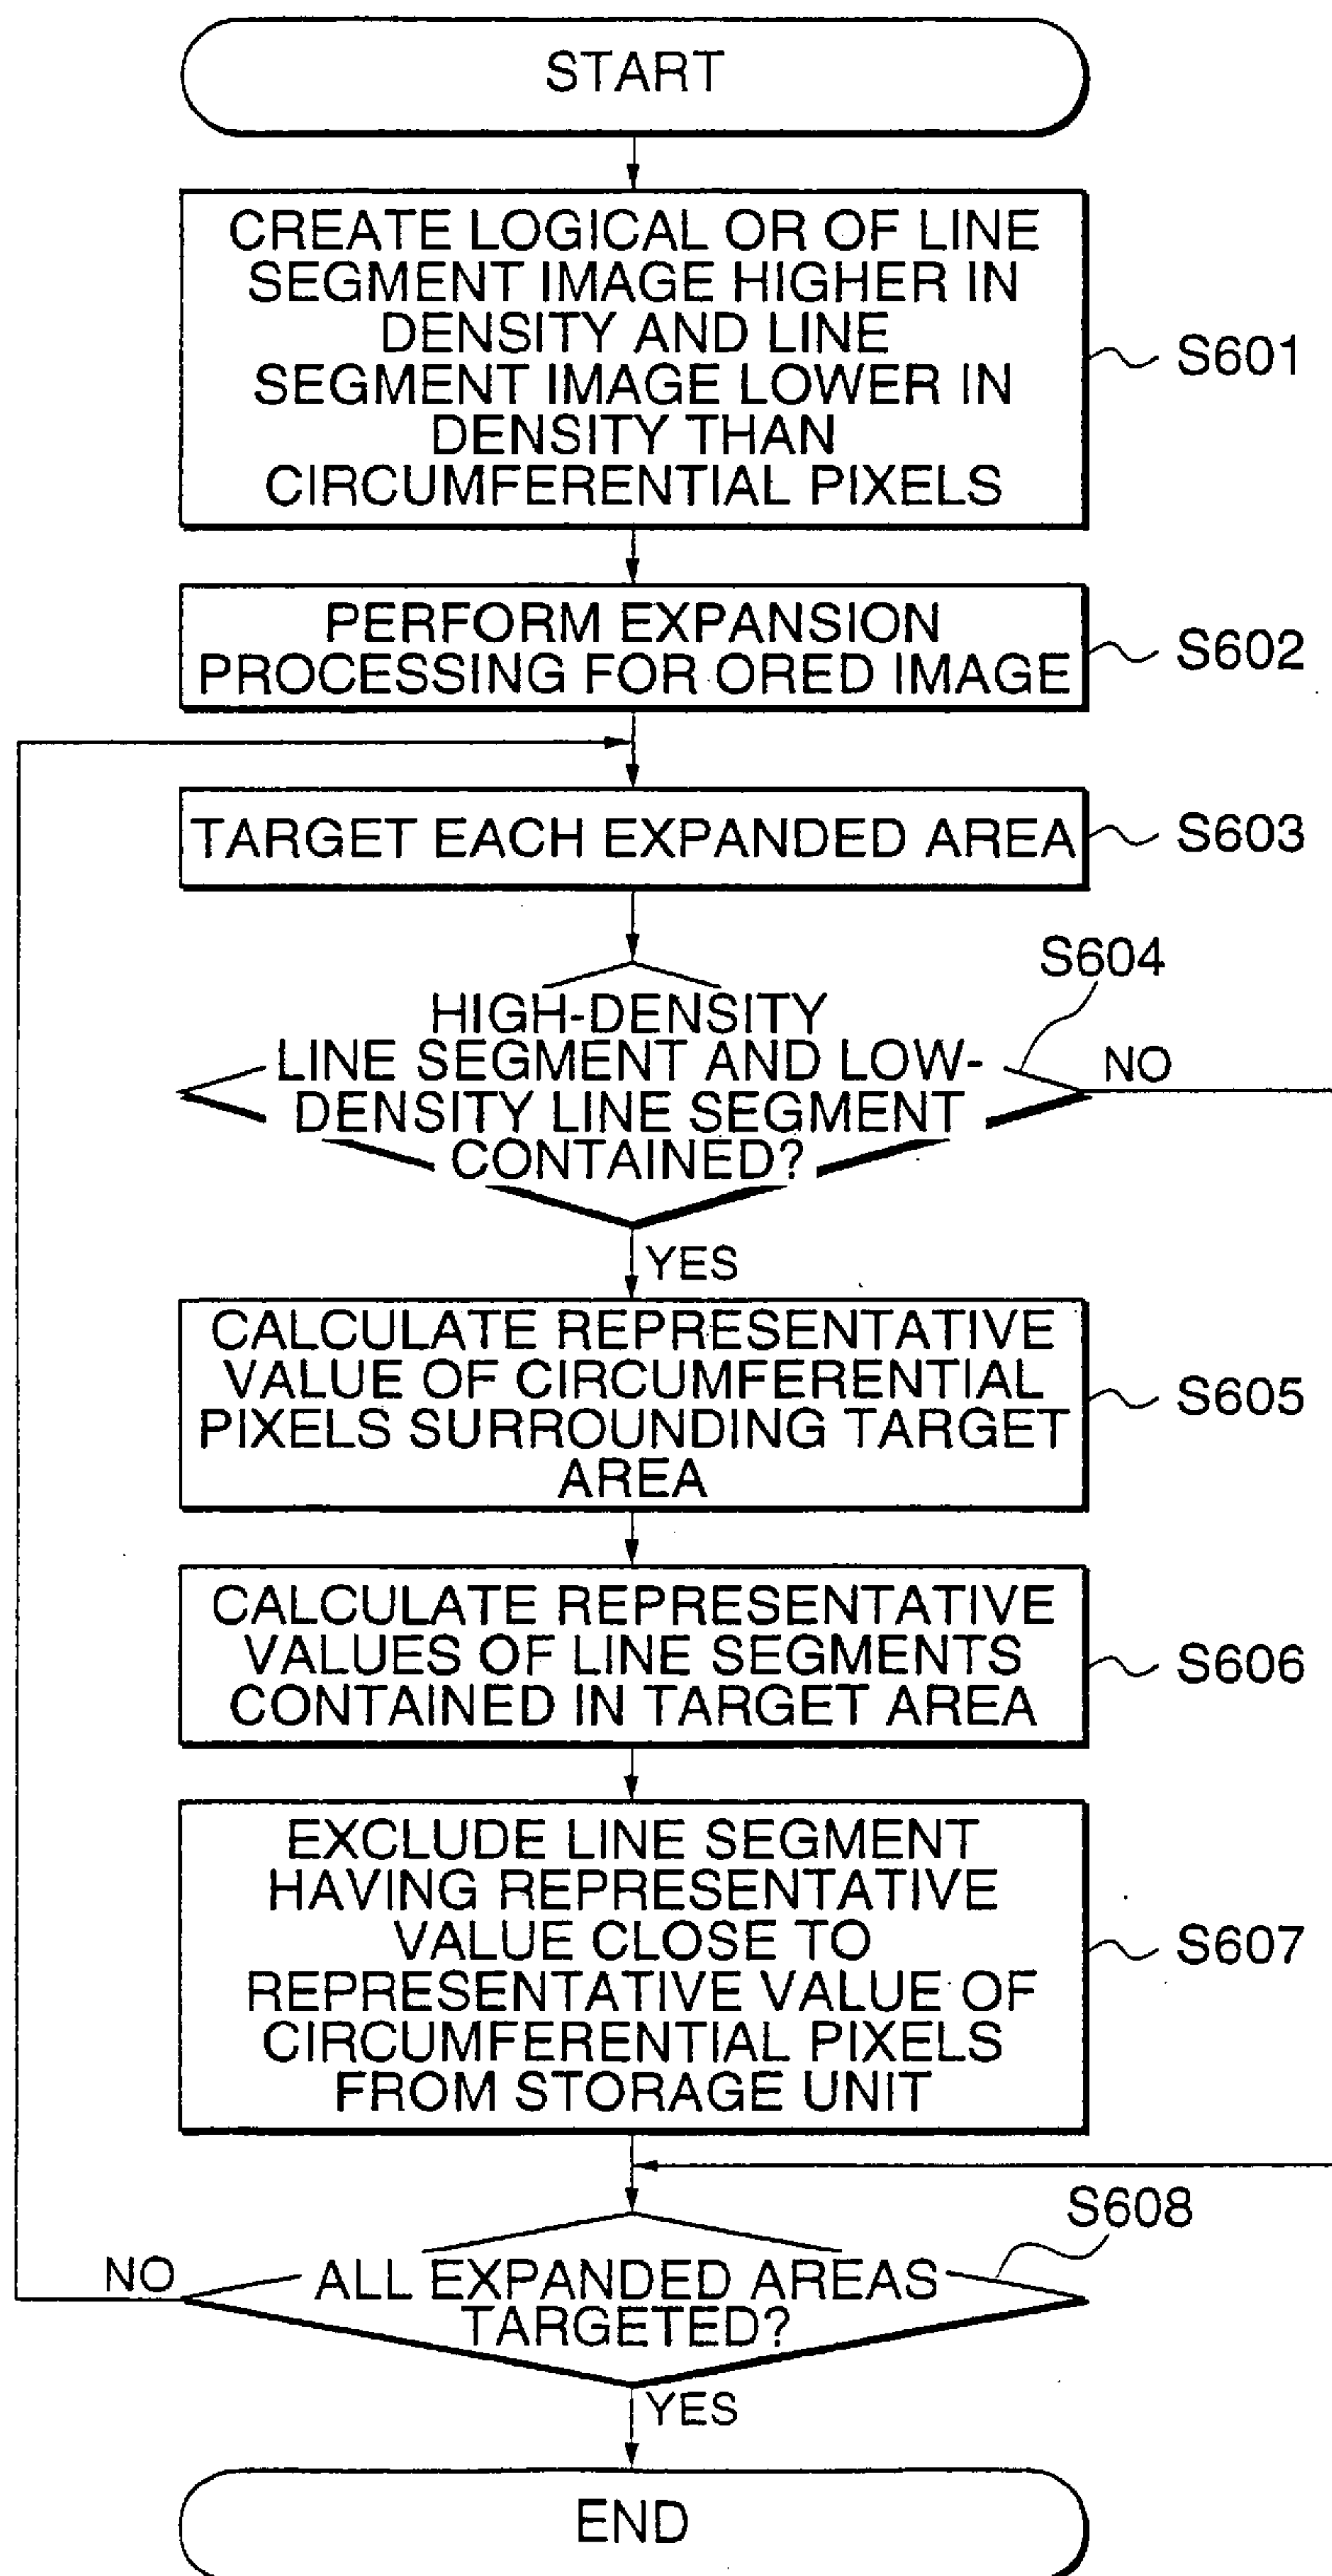 START
CREATE LOGICAL OR OF LINE
SEGMENT IMAGE HIGHER IN
DENSITY AND LINE
SEGMENT IMAGE LOWER IN
DENSITY THAN
CIRCUMFERENTIAL PIXELS
S601
PERFORM EXPANSION
PROCESSING FOR ORED IMAGE
S602
TARGET EACH EXPANDED AREA
S603
S604
HIGH-DENSITY
LINE SEGMENT AND LOW-
DENSITY LINE SEGMENT
CONTAINED?
NO
YES
CALCULATE REPRESENTATIVE
VALUE OF CIRCUMFERENTIAL
PIXELS SURROUNDING TARGET
AREA
S605
CALCULATE REPRESENTATIVE
VALUES OF LINE SEGMENTS
CONTAINED IN TARGET AREA
S606
EXCLUDE LINE SEGMENT
HAVING REPRESENTATIVE
VALUE CLOSE TO
REPRESENTATIVE VALUE OF
CIRCUMFERENTIAL PIXELS
FROM STORAGE UNIT
S607
S608
NO
ALL EXPANDED AREAS
TARGETED?
YES
END